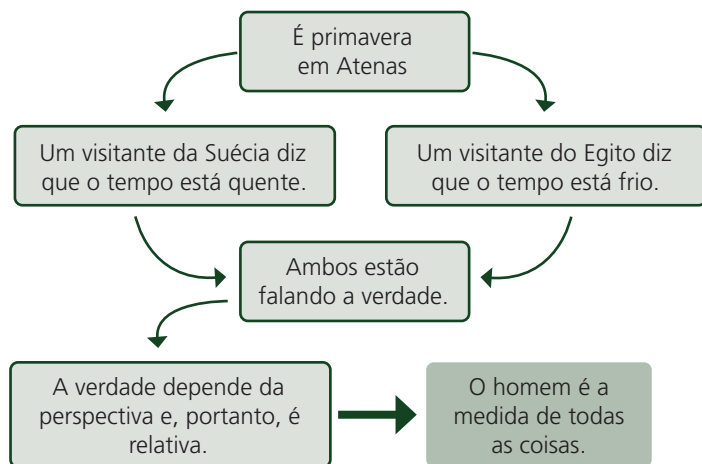 É primavera
em Atenas
Um visitante da Suécia diz
que o tempo está quente.
Um visitante do Egito diz
que o tempo está frio.
Ambos estão
falando a verdade.
A verdade depende da
perspectiva e, portanto, é
relativa.
O homem é a
medida de todas
as coisas.